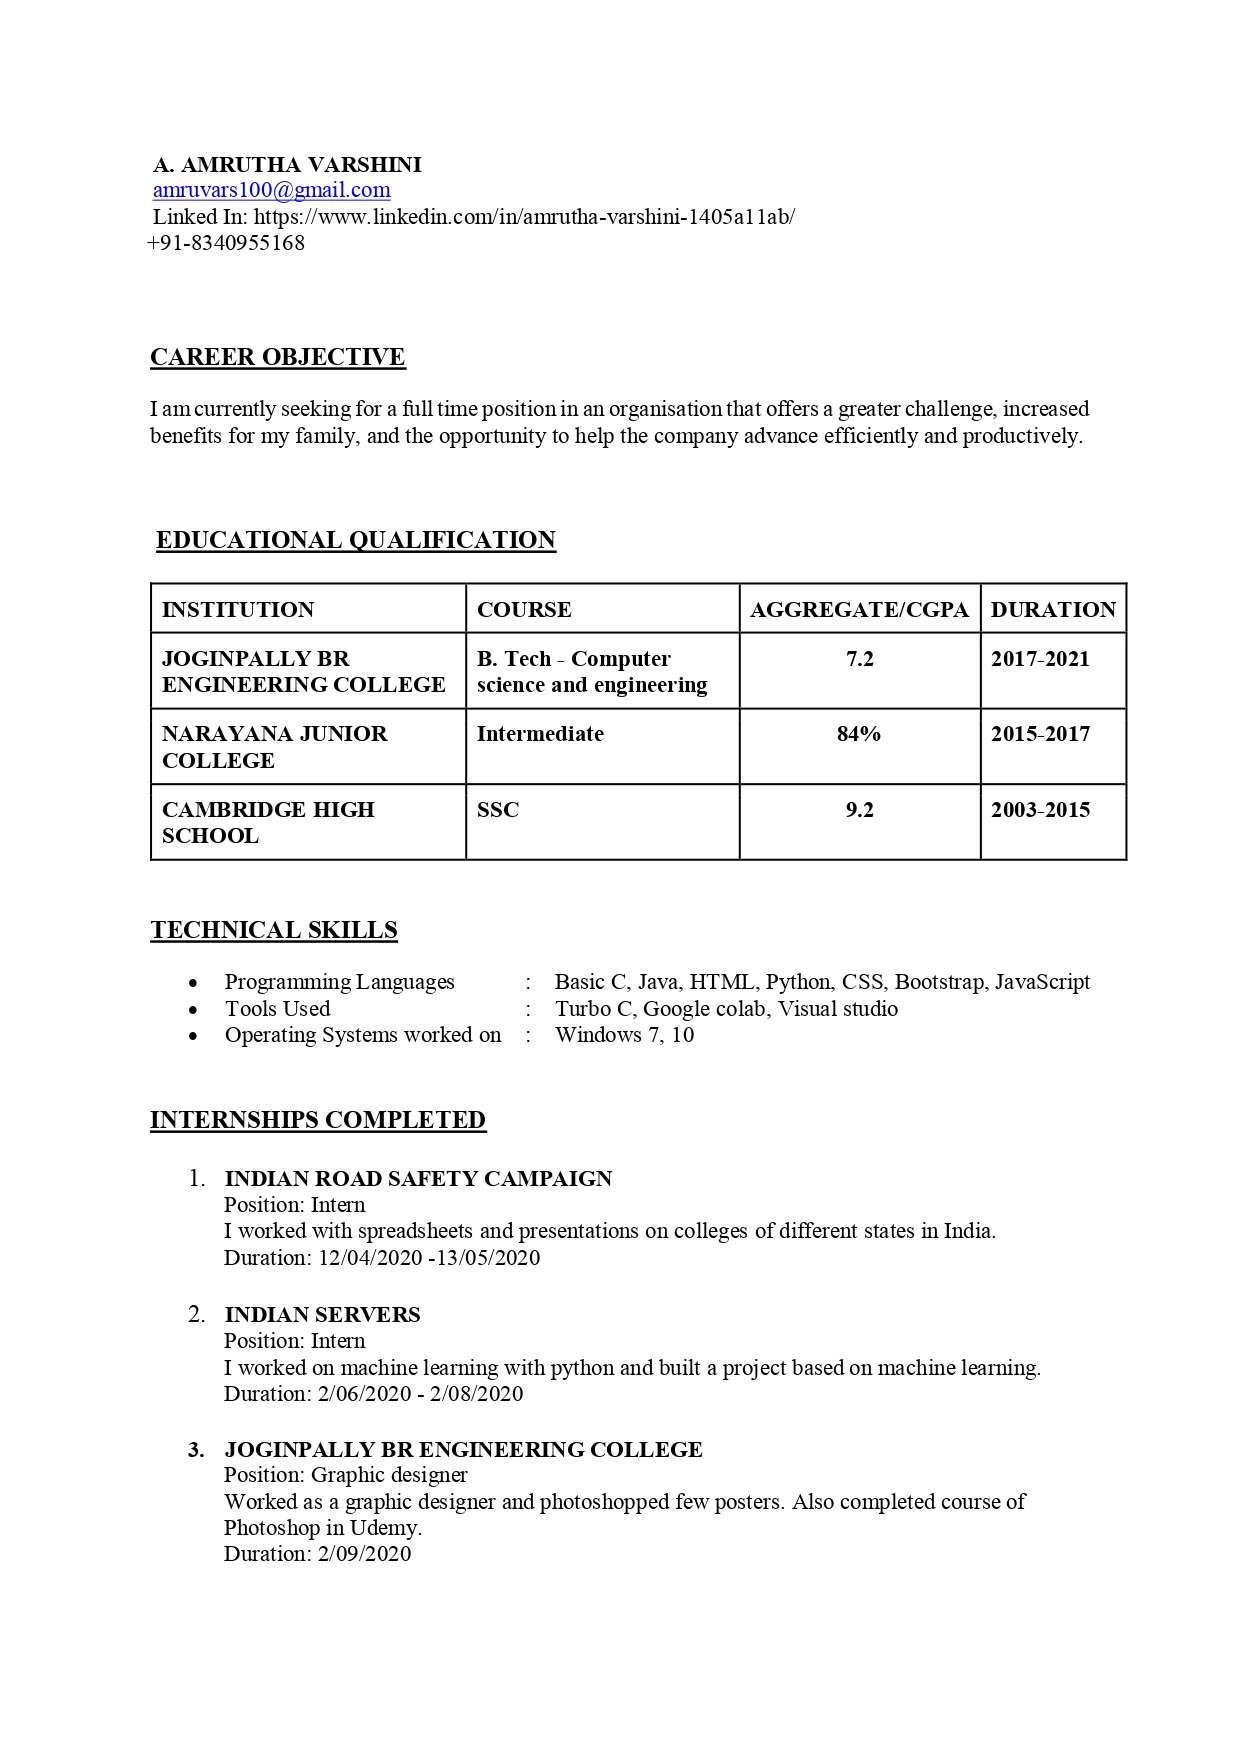 A. AMRUTHA VARSHINI
amruvars100@gmail.com
Linked In: https://www.linkedin.com/in/amrutha-varshini-1405a11ab/
+91-8340955168
CAREER OBJECTIVE
I am currently seeking for a full time position in an organisation that offers a greater challenge, increased
benefits for my family, and the opportunity to help the company advance efficiently and productively.
EDUCATIONAL QUALIFICATION
INSTITUTION COURSE AGGREGATE/CGPA DURATION
JOGINPALLY BR B. Tech - Computer 7.2 2017-2021
ENGINEERING COLLEGE science and engineering
NARAYANA JUNIOR Intermediate 84% 2015-2017
COLLEGE
CAMBRIDGE HIGH SSC 9.2 2003-2015
SCHOOL
TECHNICAL SKILLS
• Programming Languages : Basic C, Java, HTML, Python, CSS, Bootstrap, JavaScript
• Tools Used : Turbo C, Google colab, Visual studio
• Operating Systems worked on : Windows 7, 10
INTERNSHIPS COMPLETED
1. INDIAN ROAD SAFETY CAMPAIGN
Position: Intern
I worked with spreadsheets and presentations on colleges of different states in India.
Duration: 12/04/2020 -13/05/2020
2. INDIAN SERVERS
Position: Intern
I worked on machine learning with python and built a project based on machine learning.
Duration: 2/06/2020 - 2/08/2020
3. JOGINPALLY BR ENGINEERING COLLEGE
Position: Graphic designer
Worked as a graphic designer and photoshopped few posters. Also completed course of
Photoshop in Udemy.
Duration: 2/09/2020